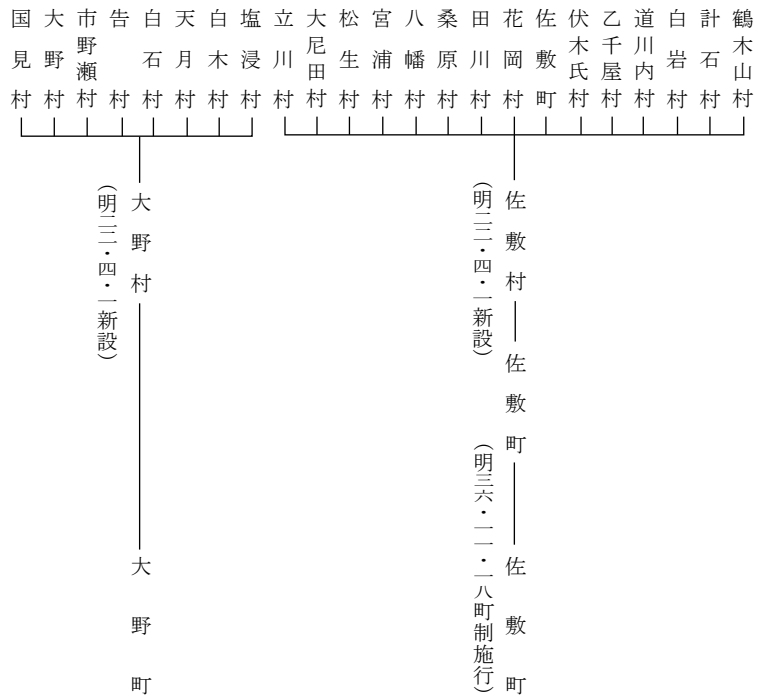 鶴木山村
計石村
白岩村
道川内村
乙千屋村
伏木氏村
佐敷町
花岡村
田川村
桑原村
八幡村
宮浦村
松生村
大尼田村
立川村
塩浸村
白木村
天月村
白石村
告村
市野瀬村
大野村
国見村
佐敷村
(明二二・四・一新設)
佐敷町
(明三六・一一・一八町制施行)
佐敷町
大野村
(明二二・四・一新設)
大野町